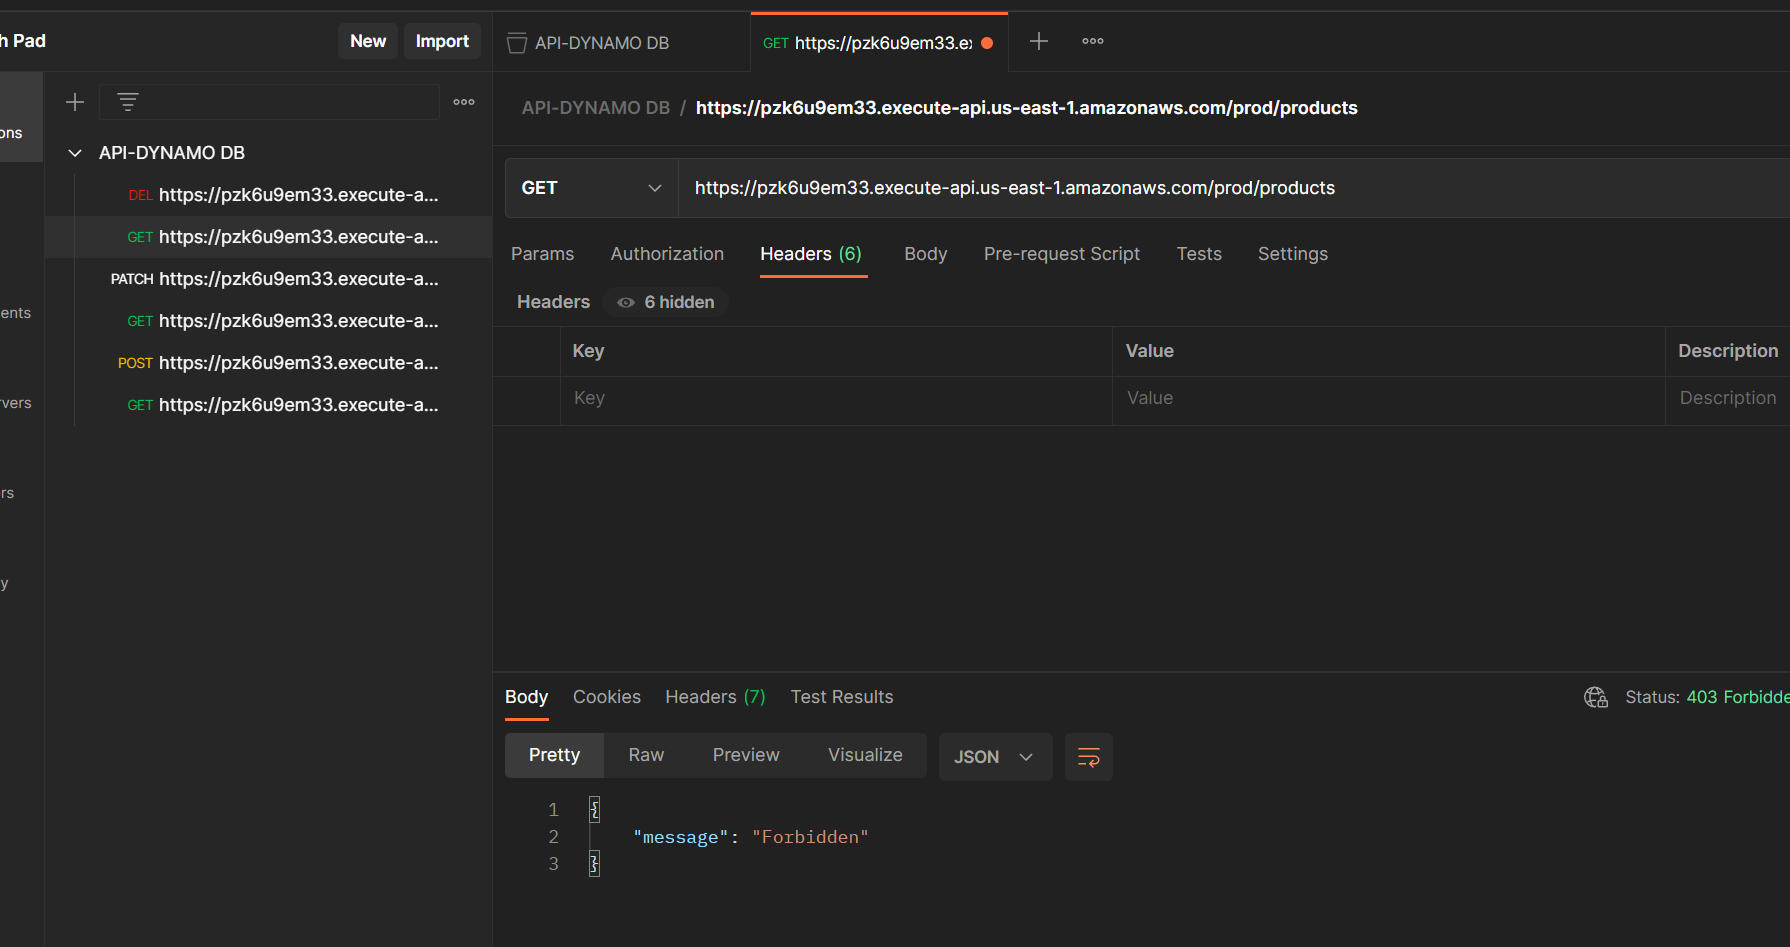 h Pad
New
Import
API-DYNAMO DB
GET https://pzk6u9em33.ex
ons
ents
vers
rs
y
API-DYNAMO DB
DEL https://pzk6u9em33.execute-a...
GET https://pzk6u9em33.execute-a...
PATCH https://pzk6u9em33.execute-a...
GET https://pzk6u9em33.execute-a...
POST https://pzk6u9em33.execute-a...
GET https://pzk6u9em33.execute-a...
API-DYNAMO DB / https://pzk6u9em33.execute-api.us-east-1.amazonaws.com/prod/products
GET https://pzk6u9em33.execute-api.us-east-1.amazonaws.com/prod/products
Params Authorization Headers (6) Body Pre-request Script Tests Settings
Headers 6 hidden
Key Value Description
Key Value Description
Body Cookies Headers (7) Test Results Status: 403 Forbidde
Pretty Raw Preview Visualize JSON
1 {
2 "message": "Forbidden"
3 }